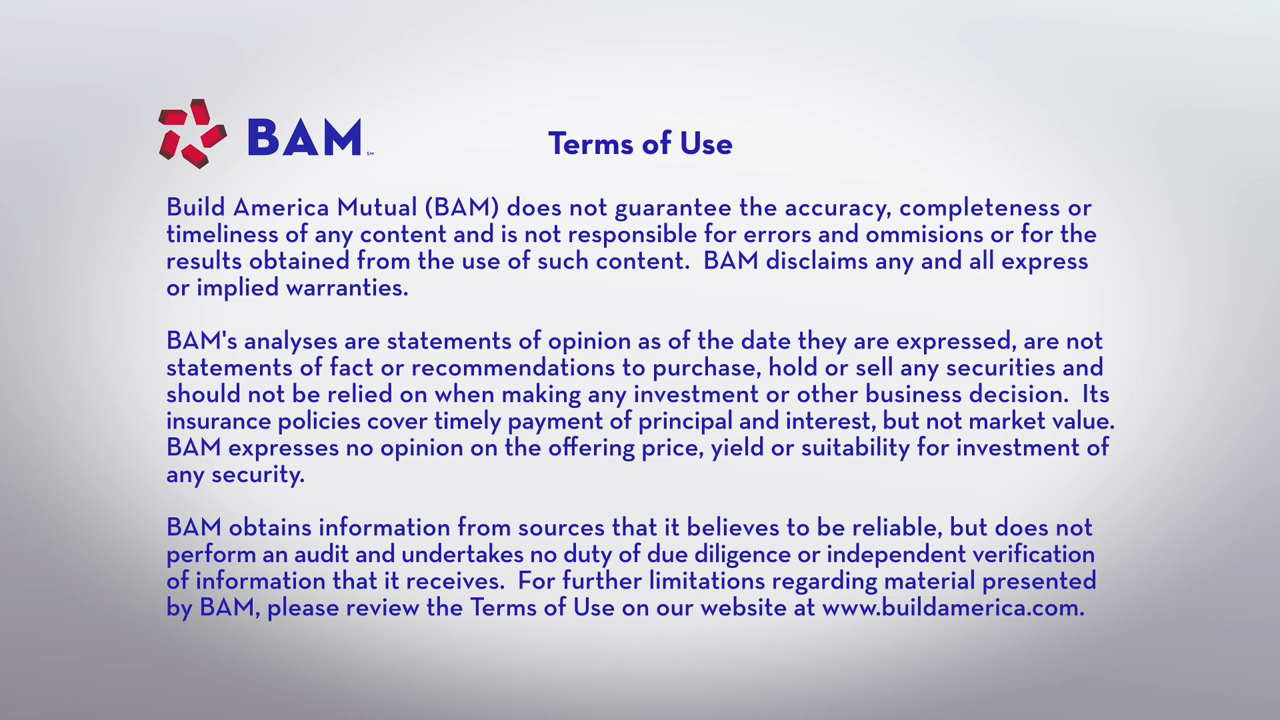 BAM SM
Terms of Use
Build America Mutual (BAM) does not guarantee the accuracy, completeness or
timeliness of any content and is not responsible for errors and ommisions or for the
results obtained from the use of such content.  BAM disclaims any and all express
or implied warranties.
BAM's analyses are statements of opinion as of the date they are expressed, are not
statements of fact or recommendations to purchase, hold or sell any securities and
should not be relied on when making any investment or other business decision.  Its
insurance policies cover timely payment of principal and interest, but not market value.
BAM expresses no opinion on the offering price, yield or suitability for investment of
any security.
BAM obtains information from sources that it believes to be reliable, but does not
perform an audit and undertakes no duty of due diligence or independent verification
of information that it receives.  For further limitations regarding material presented
by BAM, please review the Terms of Use on our website at www.buildamerica.com.